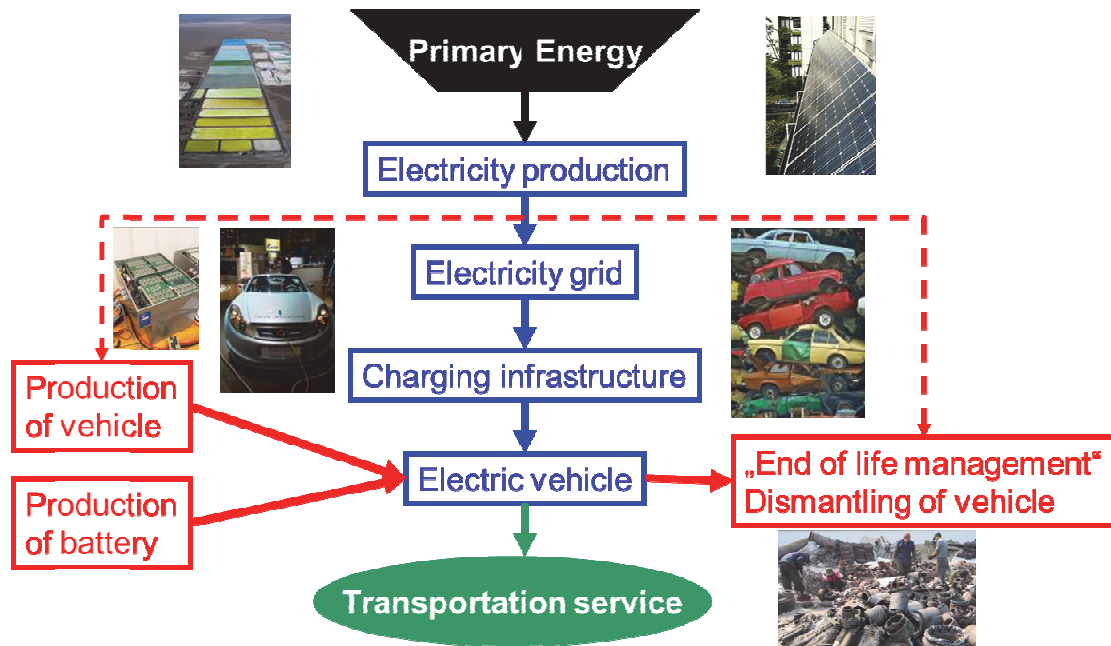 Primary Energy
Electricity production
Electricity grid
Charging infrastructure
Production
of vehicle
Electric vehicle
„End of life management“
Dismantling of vehicle
Production
of battery
Transportation service